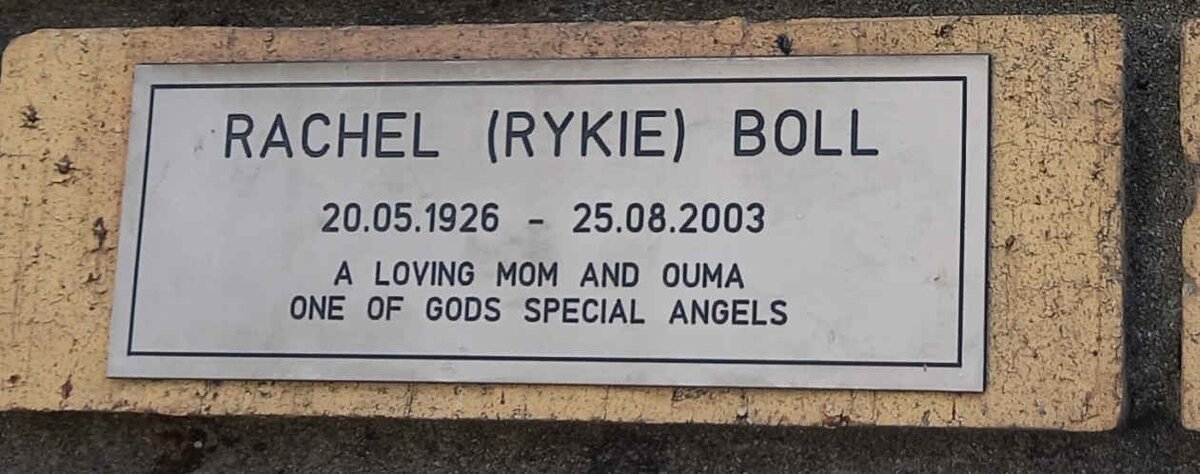 RACHEL (RYKIE) BOLL
20.05.1926 - 25.08.2003
A LOVING MOM AND OUMA
ONE OF GODS SPECIAL ANGELS